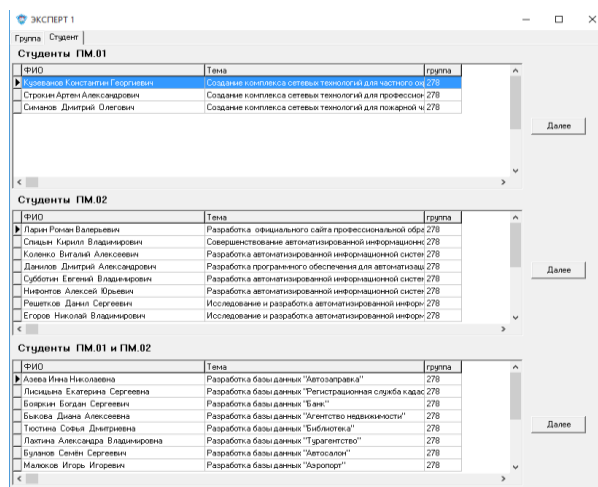 ЭКСПЕРТ 1
Группа Студент
Студенты ПМ.01
ФИО Тема группа
Кузеванов Константин Георгиевич Создание комплекса сетевых технологий для частного ох 278
Строкин Артем Александрович Создание комплекса сетевых технологий для профессион 278
Симанов Дмитрий Олегович Создание комплекса сетевых технологий для пожарной ч 278
Далее
Студенты ПМ.02
ФИО Тема группа
Ларин Роман Валерьевич Разработка официального сайта профессиональной обра 278
Спицын Кирилл Владимирович Совершенствование автоматизированной информационно 278
Коленко Виталий Алексеевич Разработка автоматизированной информационной систем 278
Данилов Дмитрий Александрович Разработка программного обеспечения для автоматизаци 278
Субботин Евгений Владимирович Разработка автоматизированной информационной систем 278
Нифонтов Алексей Юрьевич Разработка автоматизированной информационной систем 278
Решетков Данил Сергеевич Исследование и разработка автоматизированной информ 278
Егоров Николай Владимирович Исследование и разработка автоматизированной информ 278
Далее
Студенты ПМ.01 и ПМ.02
ФИО Тема группа
Азева Инна Николаевна Разработка базы данных "Автозаправка" 278
Лисицына Екатерина Сергеевна Разработка базы данных "Регистрационная служба кадас 278
Бояркин Богдан Сергеевич Разработка базы данных "Банк" 278
Быкова Диана Алексеевна Разработка базы данных "Агентство недвижимости" 278
Тюстина Софья Дмитриевна Разработка базы данных "Библиотека" 278
Лахтина Александра Владимировна Разработка базы данных "Турагентство" 278
Буланов Семён Сергеевич Разработка базы данных "Автосалон" 278
Малюков Игорь Игоревич Разработка базы данных "Аэропорт" 278
Далее